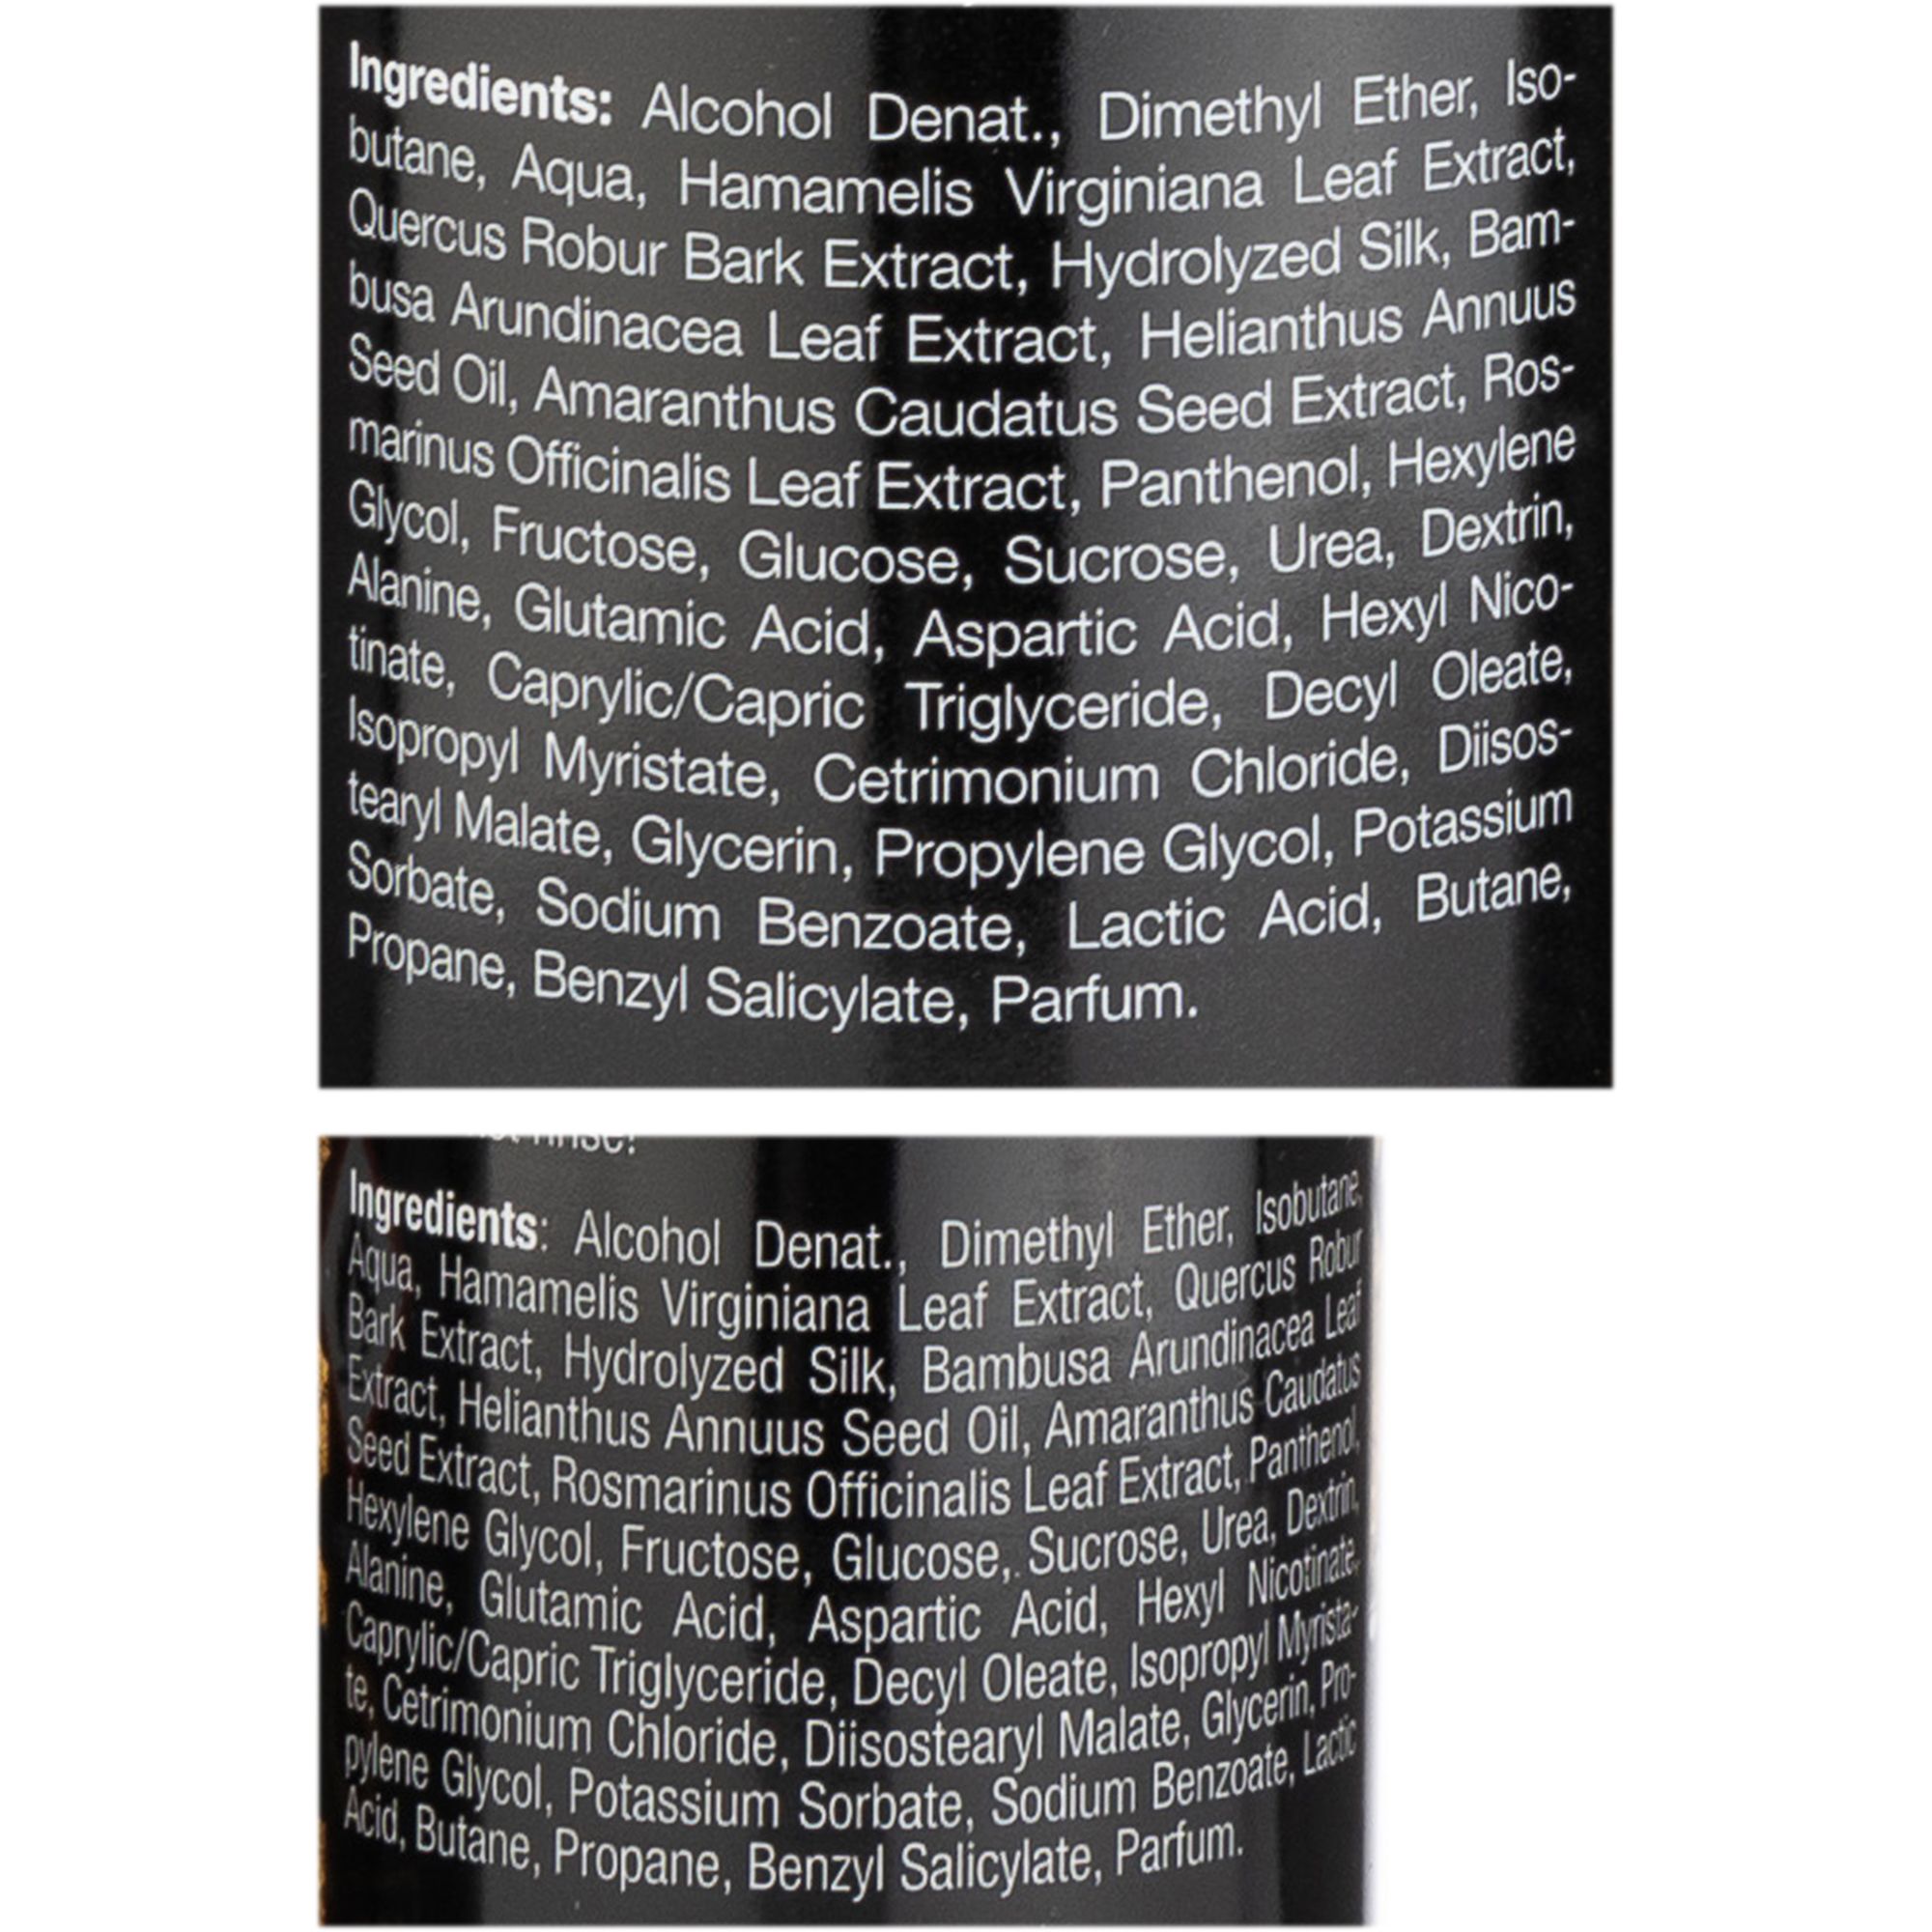 Ingredients: Alcohol Denat., Dimethyl Ether, Iso-
butane, Aqua, Hamamelis Virginiana Leaf Extract,
Quercus Robur Bark Extract, Hydrolyzed Silk, Bam-
busa Arundinacea Leaf Extract, Helianthus Annuus
Seed Oil, Amaranthus Caudatus Seed Extract, Ros-
marinus Officinalis Leaf Extract, Panthenol, Hexylene
Glycol, Fructose, Glucose, Sucrose, Urea, Dextrin,
Alanine, Glutamic Acid, Aspartic Acid, Hexyl Nico-
tinate, Caprylic/Capric Triglyceride, Decyl Oleate,
Isopropyl Myristate, Cetrimonium Chloride, Diisos-
tearyl Malate, Glycerin, Propylene Glycol, Potassium
Sorbate, Sodium Benzoate, Lactic Acid, Butane,
Propane, Benzyl Salicylate, Parfum.
Ingredients: Alcohol Denat., Dimethyl Ether, Isobutane,
Aqua, Hamamelis Virginiana Leaf Extract, Quercus Robur
Bark Extract, Hydrolyzed Silk, Bambusa Arundinacea Leaf
Extract, Helianthus Annuus Seed Oil, Amaranthus Caudatus
Seed Extract, Rosmarinus Officinalis Leaf Extract, Panthenol,
Hexylene Glycol, Fructose, Glucose, Sucrose, Urea, Dextrin,
Alanine, Glutamic Acid, Aspartic Acid, Hexyl Nicotinate,
Caprylic/Capric Triglyceride, Decyl Oleate, Isopropyl Myrista-
te, Cetrimonium Chloride, Diisostearyl Malate, Glycerin, Pro-
pylene Glycol, Potassium Sorbate, Sodium Benzoate, Lactic
Acid, Butane, Propane, Benzyl Salicylate, Parfum.